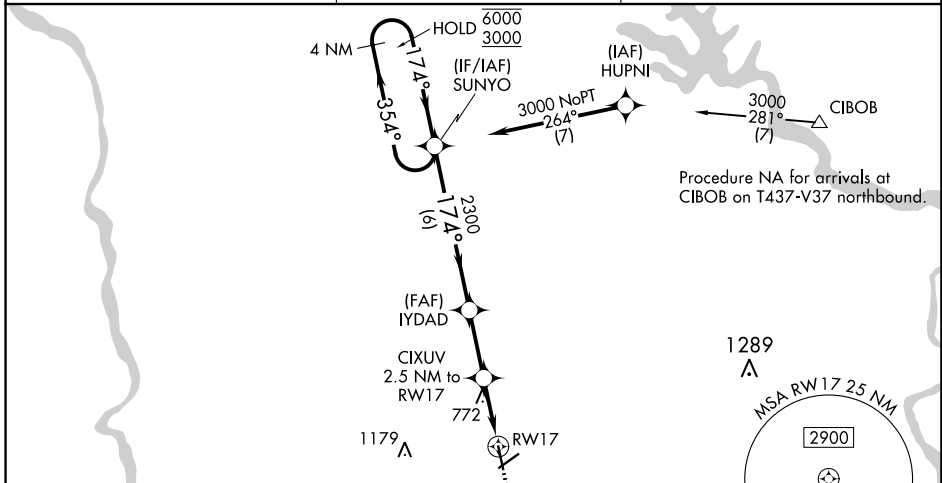 HOLD 6000
3000
4 NM
174°
354°
(IF/IAF)
SUNYO
(IAF)
HUPNI
3000 NoPT
264°
(7)
3000
281°
(7)
CIBOB
Procedure NA for arrivals at
CIBOB on T437-V37 northbound.
2300
174°
(6)
(FAF)
IYDAD
CIXUV
2.5 NM to
RW17
772
1179
RW17
1289
MSA RW17 25 NM
2900